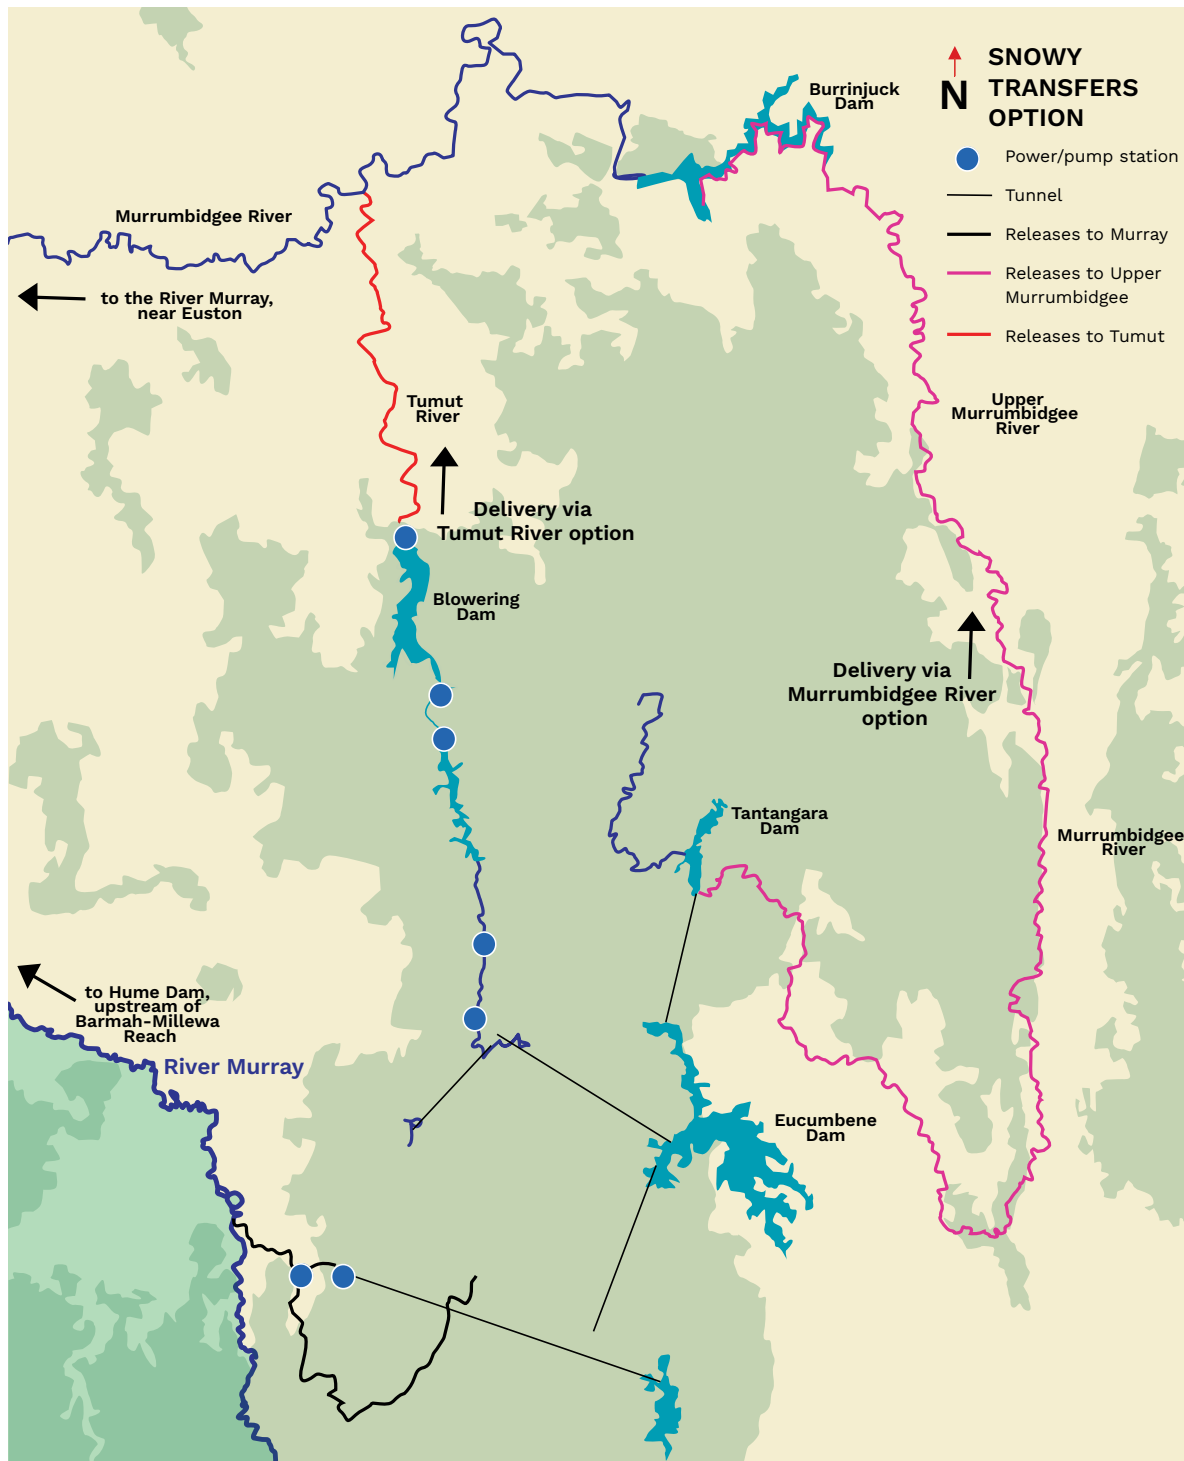 SNOWY
TRANSFERS
OPTION
N
Power/pump station
Tunnel
Releases to Murray
Releases to Upper
Murrumbidgee
Releases to Tumut
Burrinjuck
Dam
Murrumbidgee River
to the River Murray,
near Euston
Tumut
River
Upper
Murrumbidgee
River
Delivery via
Tumut River option
Blowering
Dam
Delivery via
Murrumbidgee River
option
Tantangara
Dam
Murrumbidgee
River
to Hume Dam,
upstream of
Barmah-Millewa
Reach
River Murray
Eucumbene
Dam